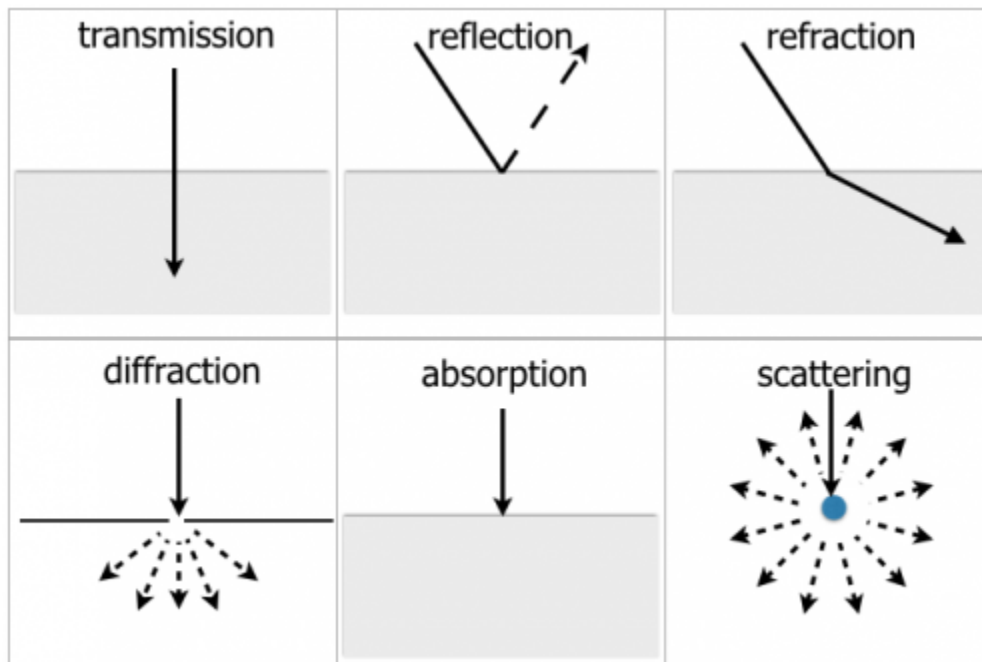 transmission
reflection
refraction
diffraction
absorption
scattering